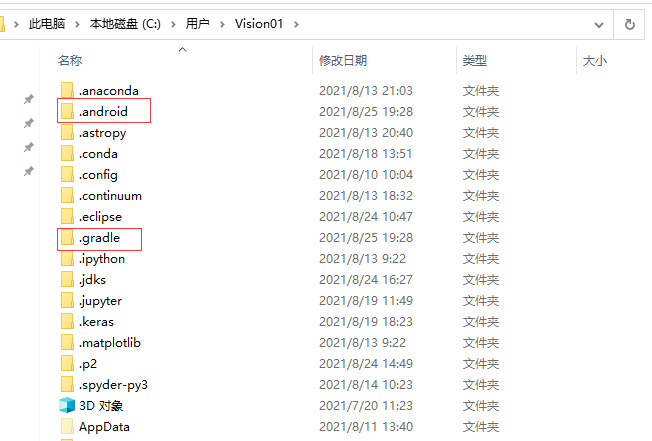 此电脑 > 本地磁盘 (C:) > 用户 > Vision01 >
名称 修改日期 类型 大小
.anaconda 2021/8/13 21:03 文件夹
.android 2021/8/25 19:28 文件夹
.astropy 2021/8/13 20:40 文件夹
.conda 2021/8/18 13:51 文件夹
.config 2021/8/10 10:04 文件夹
.continuum 2021/8/13 18:32 文件夹
.eclipse 2021/8/24 10:47 文件夹
.gradle 2021/8/25 19:28 文件夹
.ipython 2021/8/13 9:22 文件夹
.jdks 2021/8/24 16:27 文件夹
.jupyter 2021/8/19 11:49 文件夹
.keras 2021/8/19 18:23 文件夹
.matplotlib 2021/8/13 9:22 文件夹
.p2 2021/8/24 14:49 文件夹
.spyder-py3 2021/8/14 10:23 文件夹
3D 对象 2021/7/20 11:23 文件夹
AppData 2021/8/11 13:40 文件夹